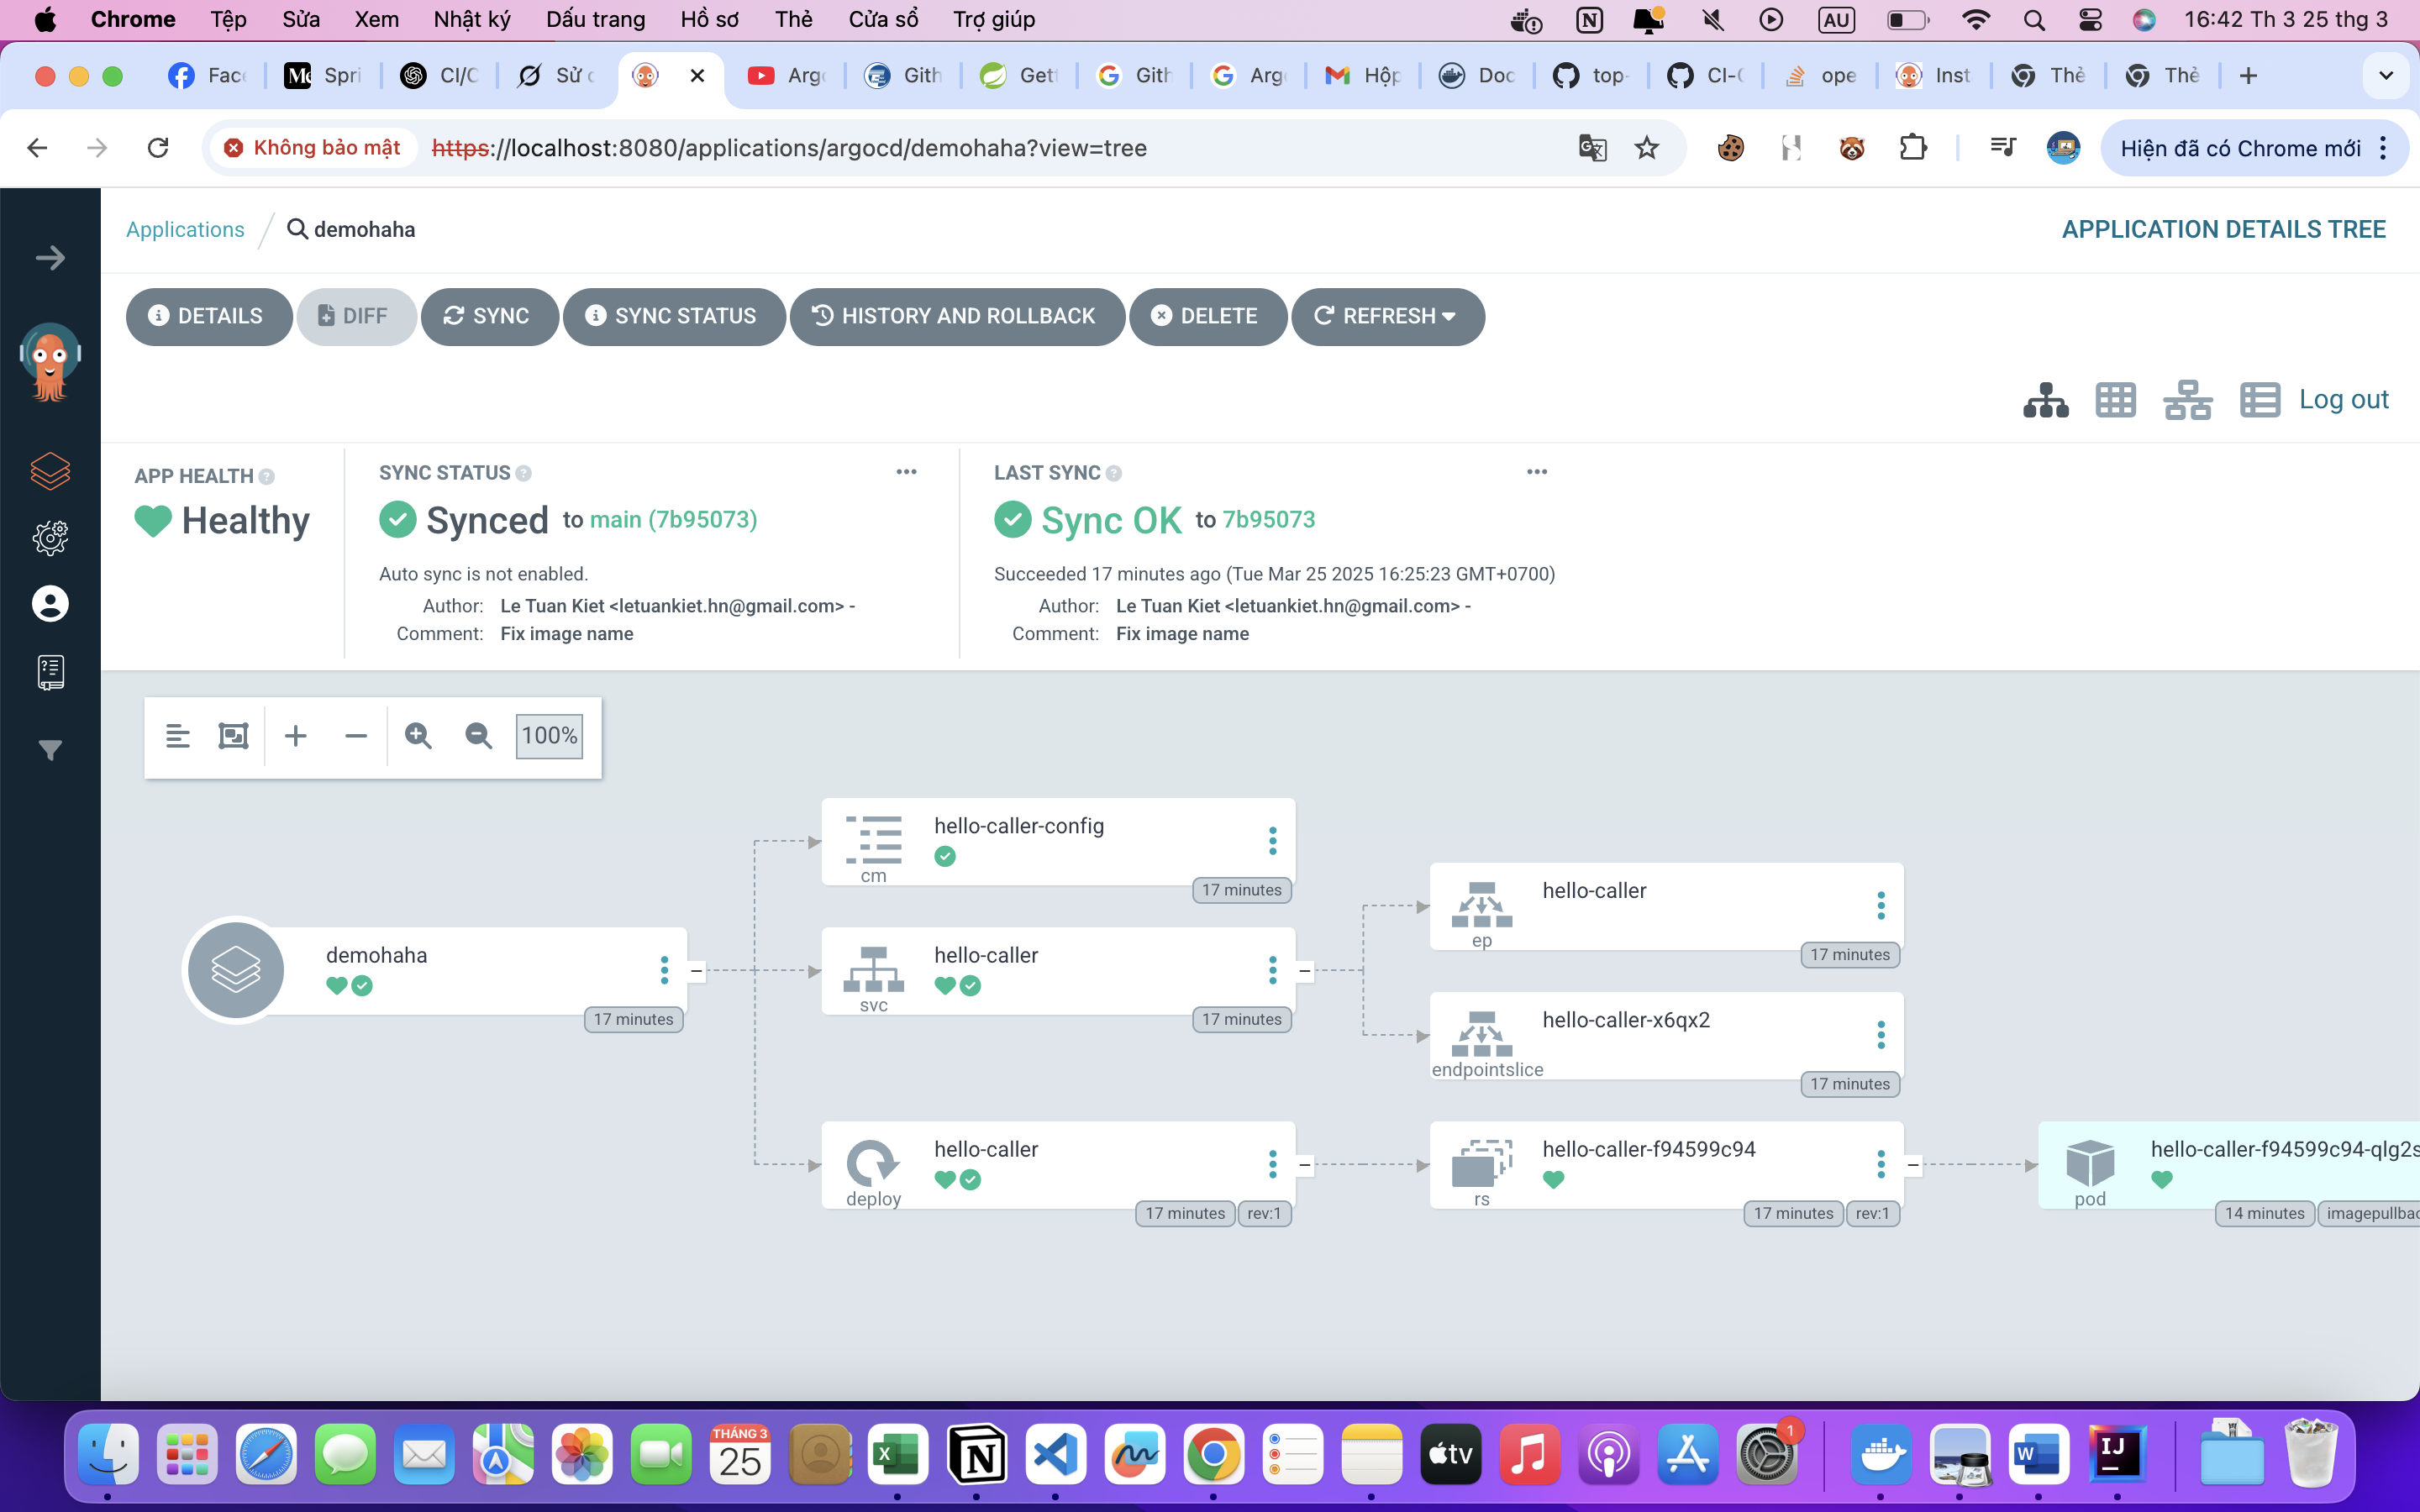 Chrome Tệp Sửa Xem Nhật ký Dấu trang Hồ sơ Thẻ Cửa sổ Trợ giúp AU 16:42 Th 3 25 thg 3
Face Spri CI/C Sử d Argo Gith Gett Gith Argo Hộp Doc top- CI-C ope Inst Thẻ Thẻ
Không bảo mật https://localhost:8080/applications/argocd/demohaha?view=tree Hiện đã có Chrome mới
Applications / demohaha APPLICATION DETAILS TREE
DETAILS DIFF SYNC SYNC STATUS HISTORY AND ROLLBACK DELETE REFRESH
Log out
APP HEALTH SYNC STATUS LAST SYNC
Healthy Synced to main (7b95073) Sync OK to 7b95073
Auto sync is not enabled. Succeeded 17 minutes ago (Tue Mar 25 2025 16:25:23 GMT+0700)
Author: Le Tuan Kiet <letuankiet.hn@gmail.com> - Author: Le Tuan Kiet <letuankiet.hn@gmail.com> -
Comment: Fix image name Comment: Fix image name
100%
hello-caller-config
cm
17 minutes
hello-caller
ep
17 minutes
demohaha
17 minutes
hello-caller
svc
17 minutes
hello-caller-x6qx2
endpointslice
17 minutes
hello-caller
deploy
17 minutes rev:1
hello-caller-f94599c94
rs
17 minutes rev:1
hello-caller-f94599c94-qlg2s
pod
14 minutes imagepullbac
THÁNG 3
25
tv
1
W
IJ